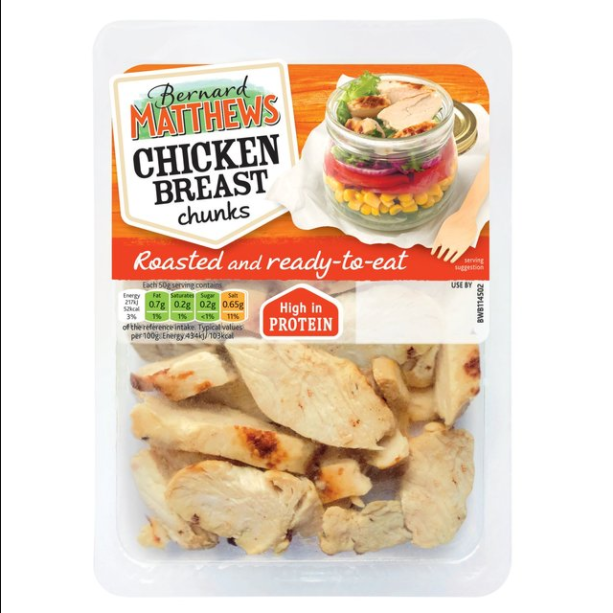 Bernard
MATTHEWS
CHICKEN
BREAST
chunks
Roasted and ready-to-eat
serving
suggestion
Each 50g serving contains
Energy
217kJ
52kcal
3%
Fat
0.7g
1%
Saturates
0.2g
1%
Sugar
0.2g
<1%
Salt
0.65g
11%
of the reference intake. Typical values
per 100g: Energy 434kJ/103kcal
High in
PROTEIN
USE BY
BWB114502